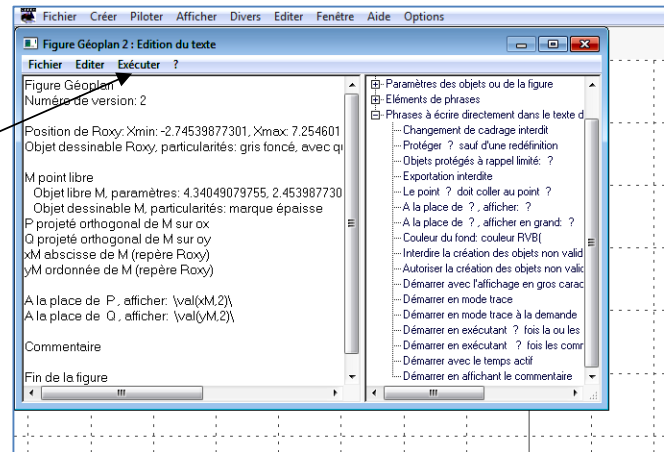 Fichier Créer Piloter Afficher Divers Editer Fenêtre Aide Options
Figure Géoplan 2 : Edition du texte
Fichier Editer Exécuter ?
Figure Géoplan
Numéro de version: 2
Position de Roxy: Xmin: -2.74539877301, Xmax: 7.254601
Objet dessinable Roxy, particularités: gris foncé, avec qu
M point libre
Objet libre M, paramètres: 4.34049079755, 2.453987730
Objet dessinable M, particularités: marque épaisse
P projeté orthogonal de M sur ox
Q projeté orthogonal de M sur oy
xM abscisse de M (repère Roxy)
yM ordonnée de M (repère Roxy)
A la place de P , afficher: \val(xM,2)\
A la place de Q , afficher: \val(yM,2)\
Commentaire
Fin de la figure
Paramètres des objets ou de la figure
Eléments de phrases
Phrases à écrire directement dans le texte d
Changement de cadrage interdit
Protéger ? sauf d'une redéfinition
Objets protégés à rappel limité: ?
Exportation interdite
Le point ? doit coller au point ?
A la place de ? , afficher: ?
A la place de ? , afficher en grand: ?
Couleur du fond: couleur RVB(
Interdire la création des objets non valid
Autoriser la création des objets non valid
Démarrer avec l'affichage en gros carac
Démarrer en mode trace
Démarrer en mode trace à la demande
Démarrer en exécutant ? fois la ou les
Démarrer en exécutant ? fois les comr
Démarrer avec le temps actif
Démarrer en affichant le commentaire